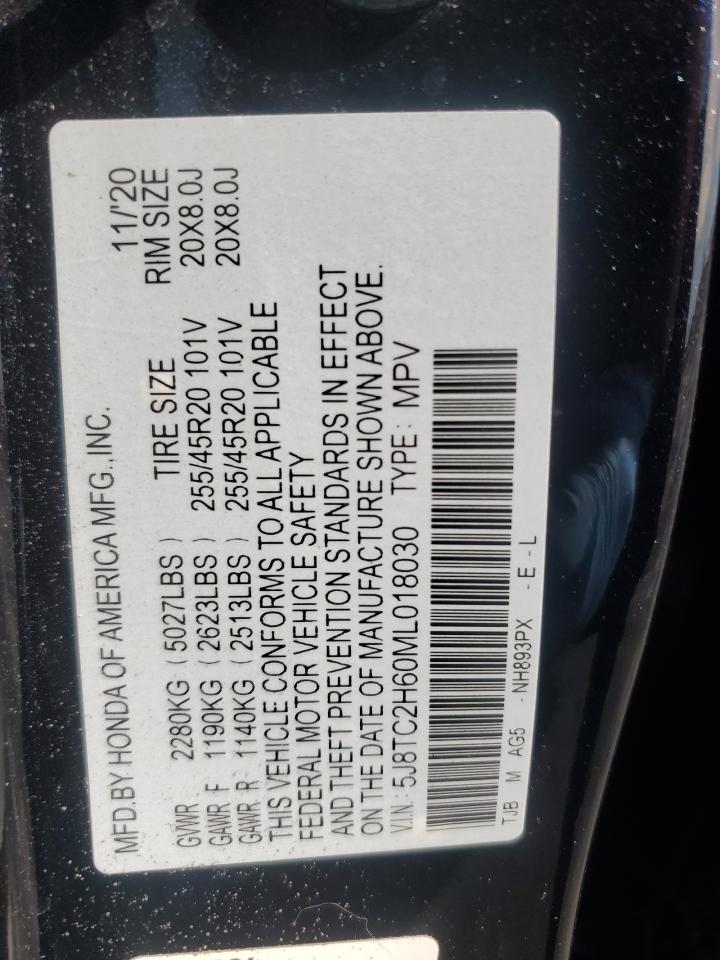 MFD.BY HONDA OF AMERICA MFG.,INC. 11/'20
TIRE SIZE RIM SIZE
GVWR 2280KG (5027LBS)
GAWR F 1190KG (2623LBS) 255/45R20 101V 20X8.0J
GAWR R 1140KG (2513LBS) 255/45R20 101V 20X8.0J
THIS VEHICLE CONFORMS TO ALL APPLICABLE
FEDERAL MOTOR VEHICLE SAFETY
AND THEFT PREVENTION STANDARDS IN EFFECT
ON THE DATE OF MANUFACTURE SHOWN ABOVE.
V.I.N.: 5J8TC2H60ML018030 TYPE: MPV
TJB M AG5 - NH893PX - E - L